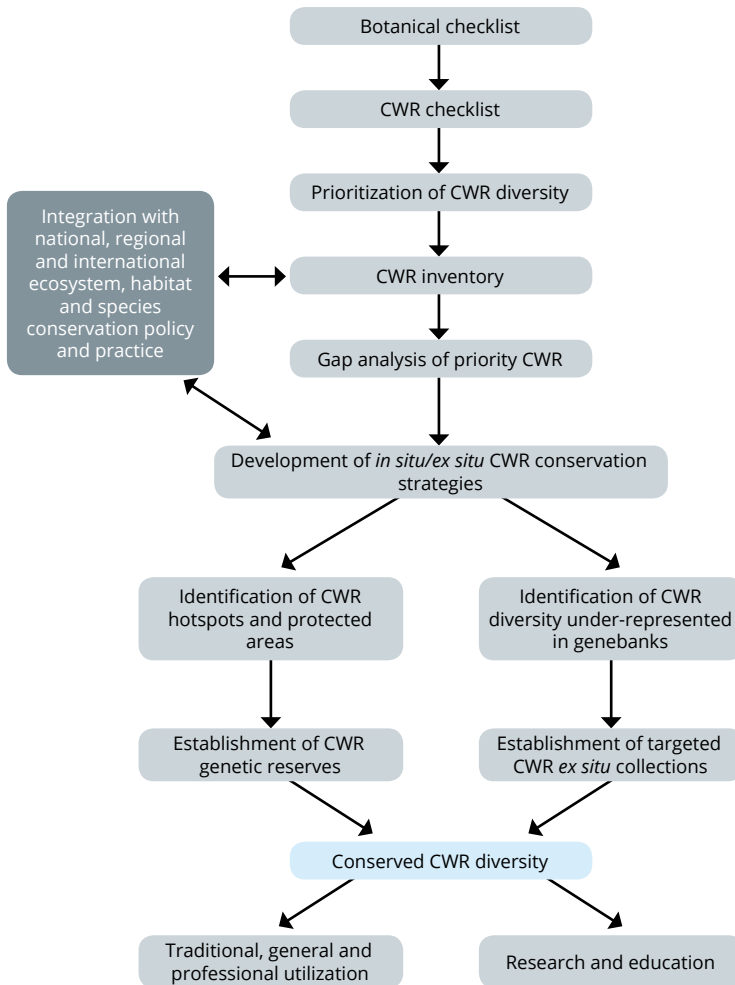 Botanical checklist
CWR checklist
Prioritization of CWR diversity
Integration with
national, regional
and international
ecosystem, habitat
and species
conservation policy
and practice
CWR inventory
Gap analysis of priority CWR
Development of in situ/ex situ CWR conservation
strategies
Identification of CWR
hotspots and protected
areas
Identification of CWR
diversity under-represented
in genebanks
Establishment of CWR
genetic reserves
Establishment of targeted
CWR ex situ collections
Conserved CWR diversity
Traditional, general and
professional utilization
Research and education